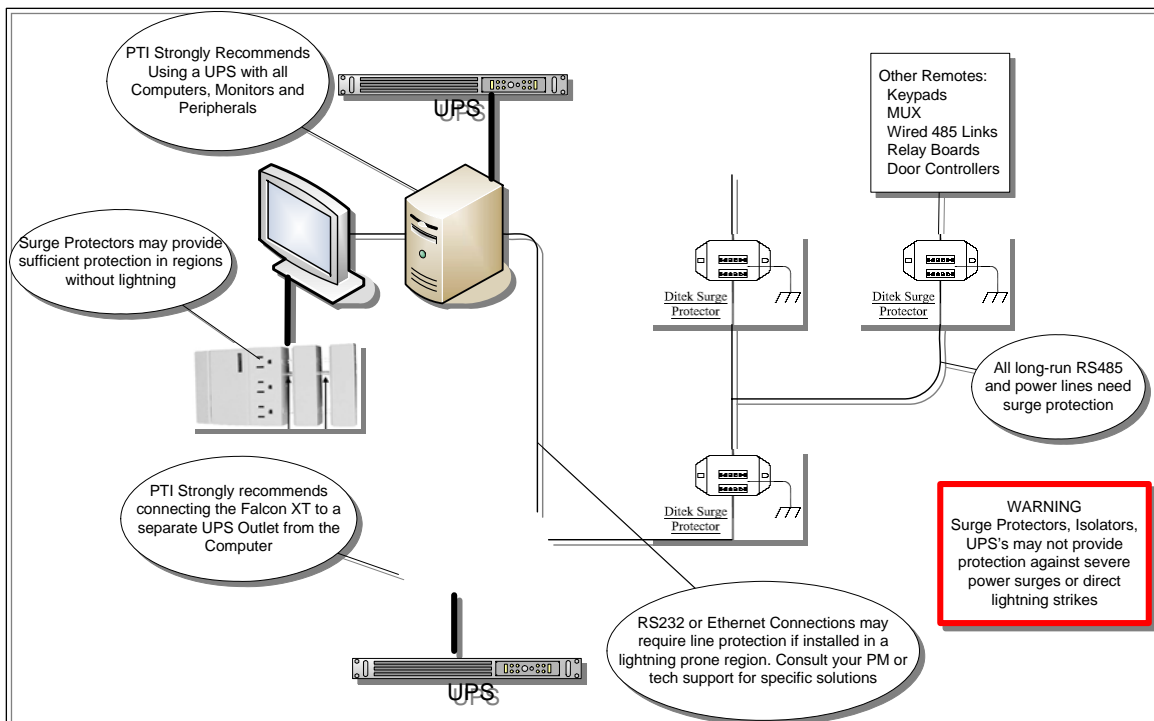 PTI Strongly Recommends
Using a UPS with all
Computers, Monitors and
Peripherals
UPS
Other Remotes:
Keypads
MUX
Wired 485 Links
Relay Boards
Door Controllers
Surge Protectors may provide
sufficient protection in regions
without lightning
Ditek Surge
Protector
Ditek Surge
Protector
All long-run RS485
and power lines need
surge protection
PTI Strongly recommends
connecting the Falcon XT to a
separate UPS Outlet from the
Computer
Ditek Surge
Protector
WARNING
Surge Protectors, Isolators,
UPS's may not provide
protection against severe
power surges or direct
lightning strikes
RS232 or Ethernet Connections may
require line protection if installed in a
lightning prone region. Consult your PM or
tech support for specific solutions
UPS